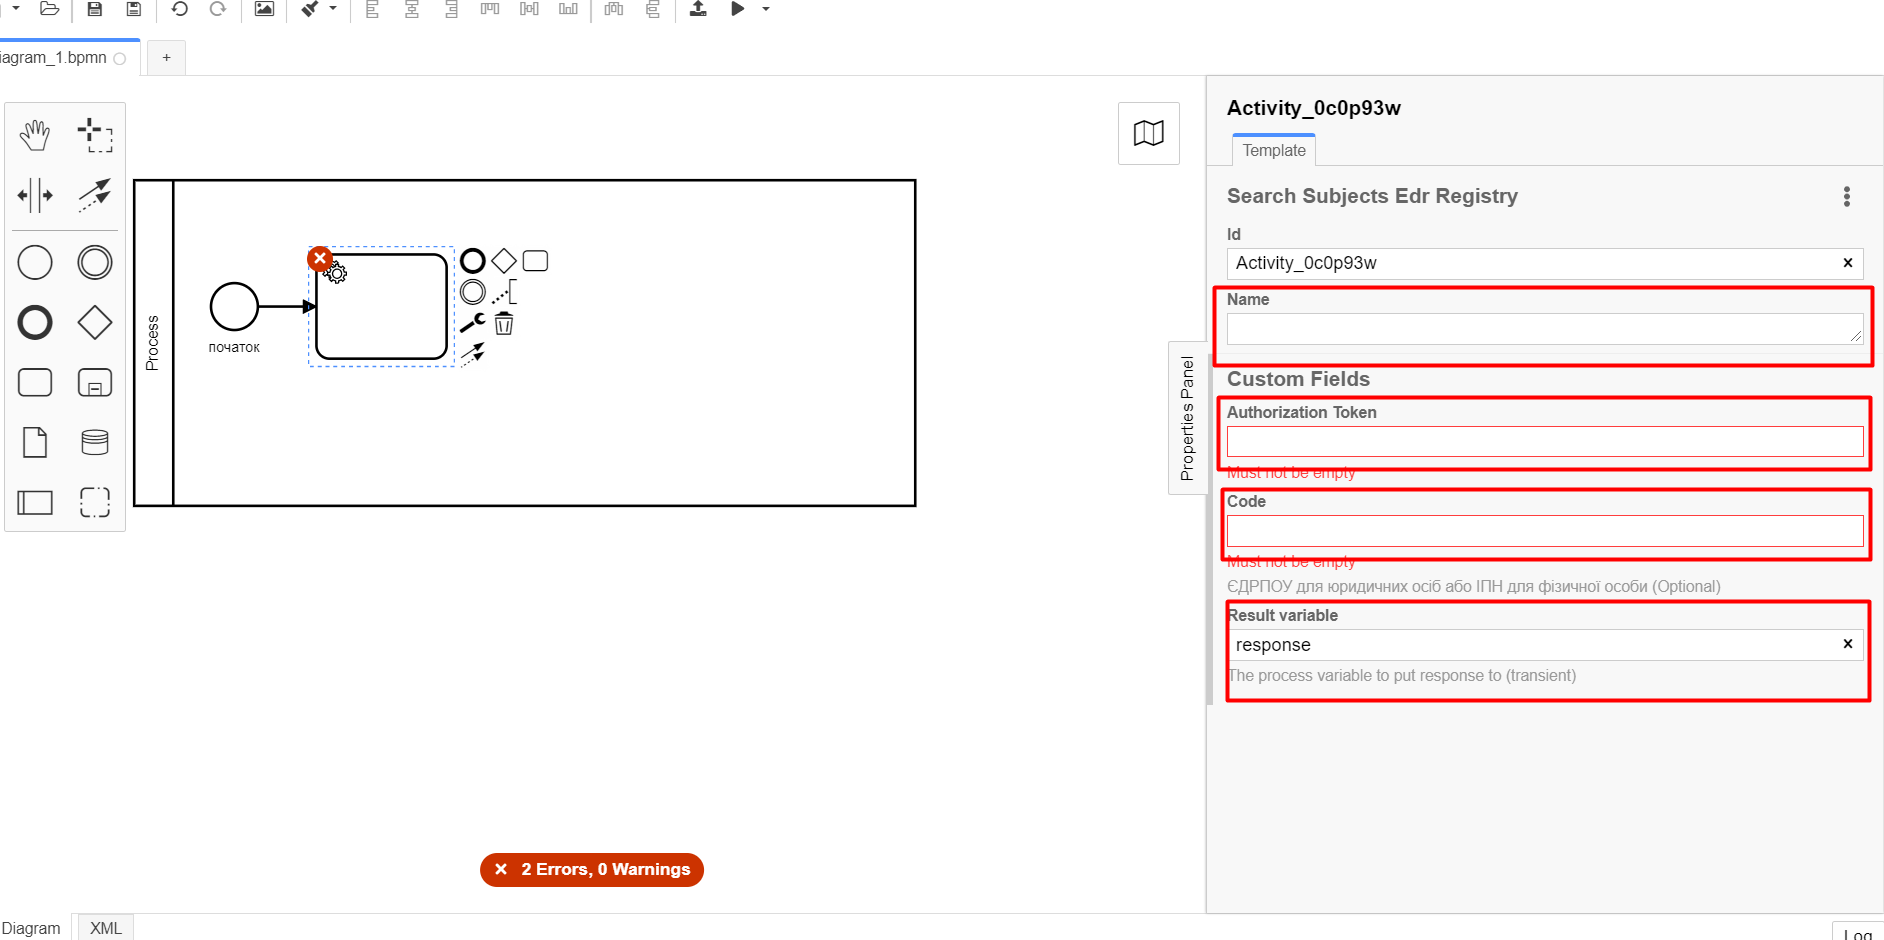 iagram_1.bpmn
+
Process
початок
Activity_0c0p93w
Template
Search Subjects Edr Registry
Id
Activity_0c0p93w
Name
Properties Panel
Custom Fields
Authorization Token
Must not be empty
Code
Must not be empty
ЄДРПОУ для юридичних осіб або ІПН для фізичної особи (Optional)
Result variable
response
The process variable to put response to (transient)
2 Errors, 0 Warnings
Diagram
XML
Log